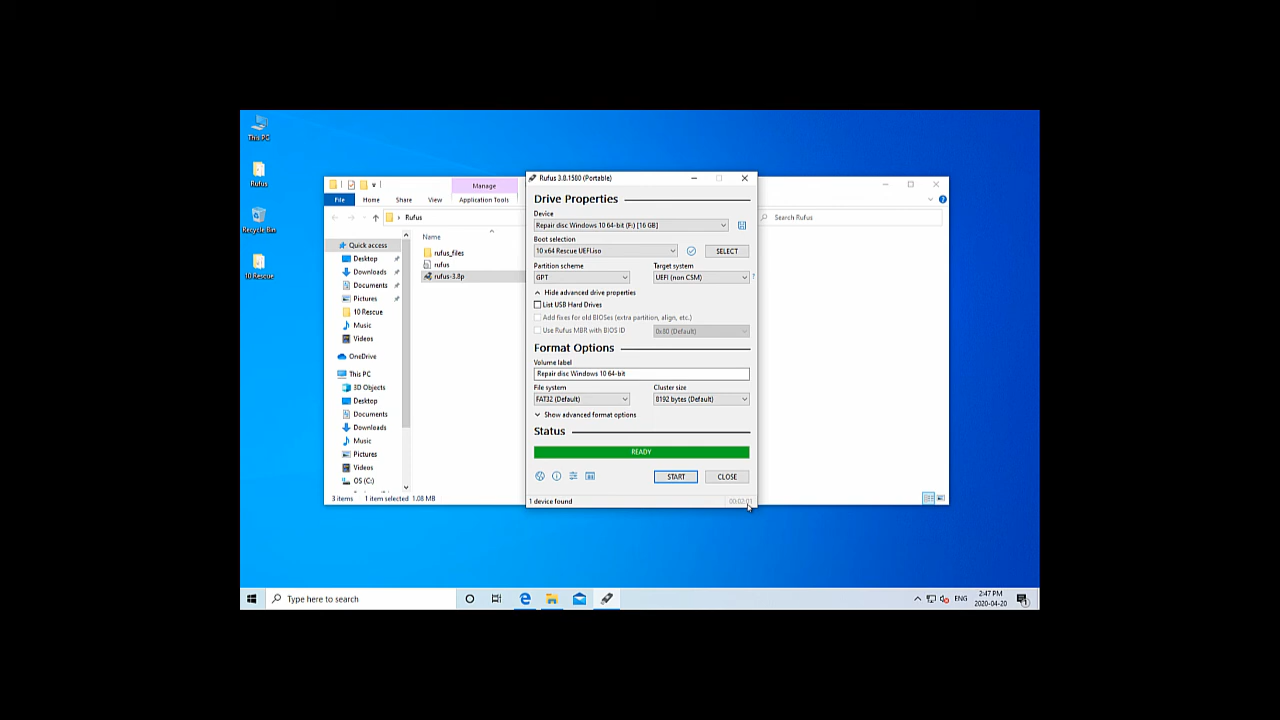 This PC
Rufus
Recycle Bin
10 Rescue
Manage
File
Home
Share
View
Application Tools
Rufus
Search Rufus
Quick access
Desktop
Downloads
Documents
Pictures
10 Rescue
Music
Videos
OneDrive
This PC
3D Objects
Desktop
Documents
Downloads
Music
Pictures
Videos
OS (C:)
Name
rufus_files
rufus
rufus-3.8p
3 items 1 item selected 1.08 MB
Rufus 3.8.1580 (Portable)
Drive Properties
Device
Repair disc Windows 10 64-bit (F:) [16 GB]
Boot selection
10 x64 Rescue UEFI.iso
SELECT
Partition scheme
Target system
GPT
UEFI (non CSM)
?
Hide advanced drive properties
List USB Hard Drives
Add fixes for old BIOSes (extra partition, align, etc.)
Use Rufus MBR with BIOS ID
0x80 (Default)
Format Options
Volume label
Repair disc Windows 10 64-bit
File system
Cluster size
FAT32 (Default)
8192 bytes (Default)
Show advanced format options
Status
READY
START
CLOSE
1 device found
00:02:01
Type here to search
ENG
2:47 PM
2020-04-20